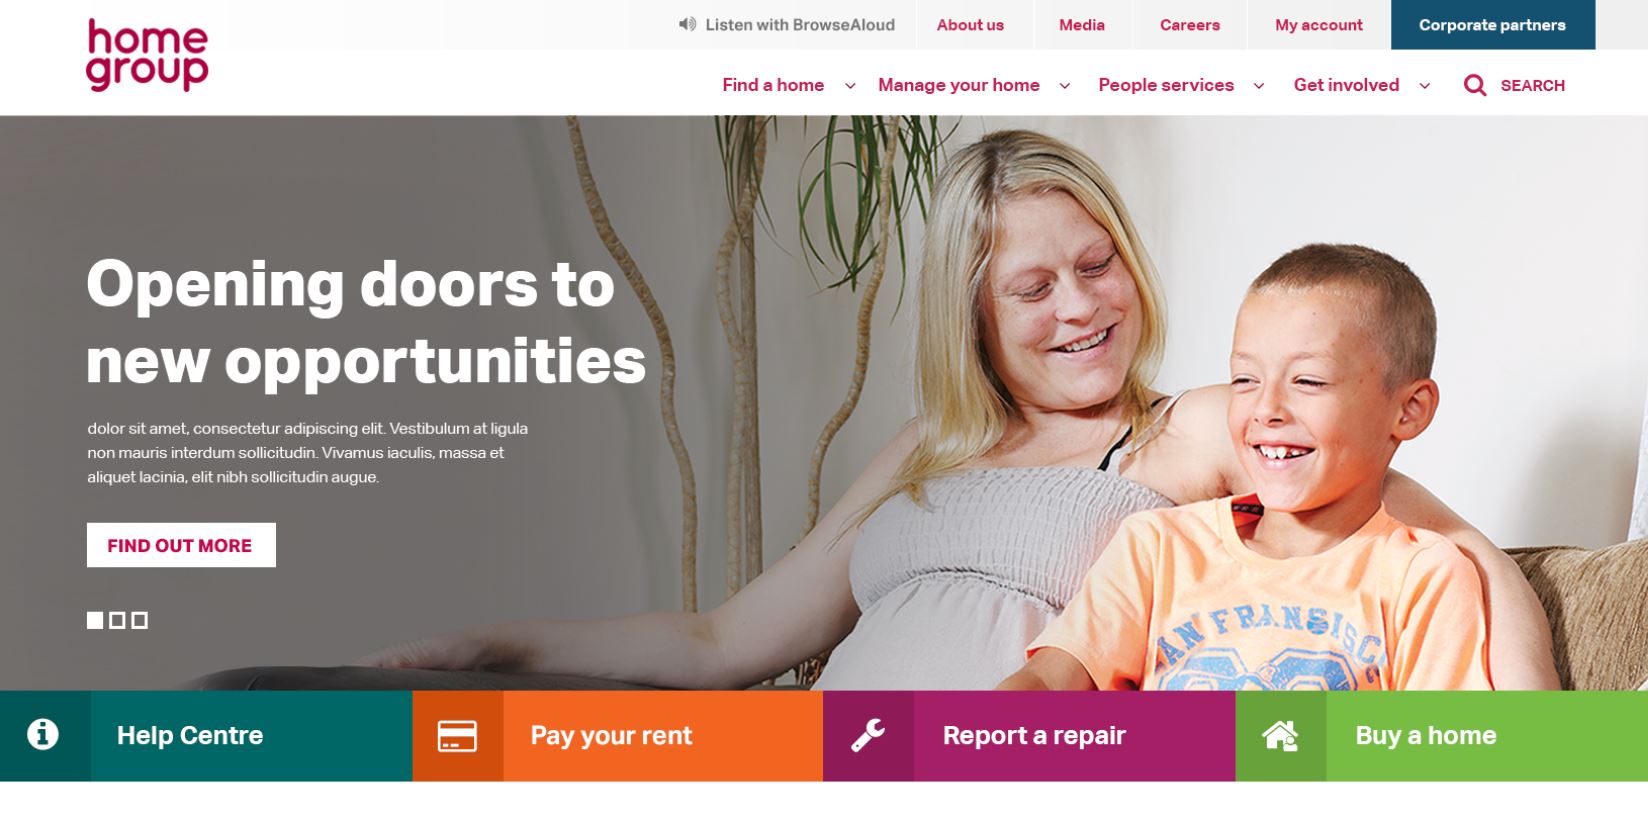 home
group
Listen with BrowseAloud
About us
Media
Careers
My account
Corporate partners
Find a home
Manage your home
People services
Get involved
SEARCH
Opening doors to
new opportunities
dolor sit amet, consectetur adipiscing elit. Vestibulum at ligula
non mauris interdum sollicitudin. Vivamus iaculis, massa et
aliquet lacinia, elit nibh sollicitudin augue.
FIND OUT MORE
AN FRANSISC
Help Centre
Pay your rent
Report a repair
Buy a home